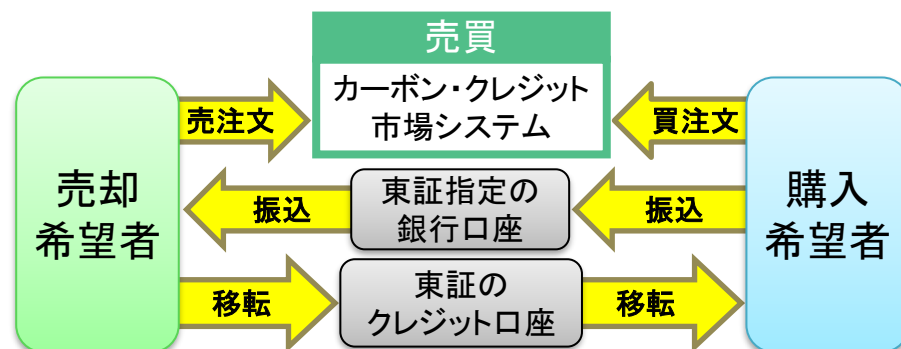 売買
カーボン・クレジット
市場システム
売注文
買注文
売却
希望者
購入
希望者
振込
東証指定の
銀行口座
振込
移転
東証の
クレジット口座
移転